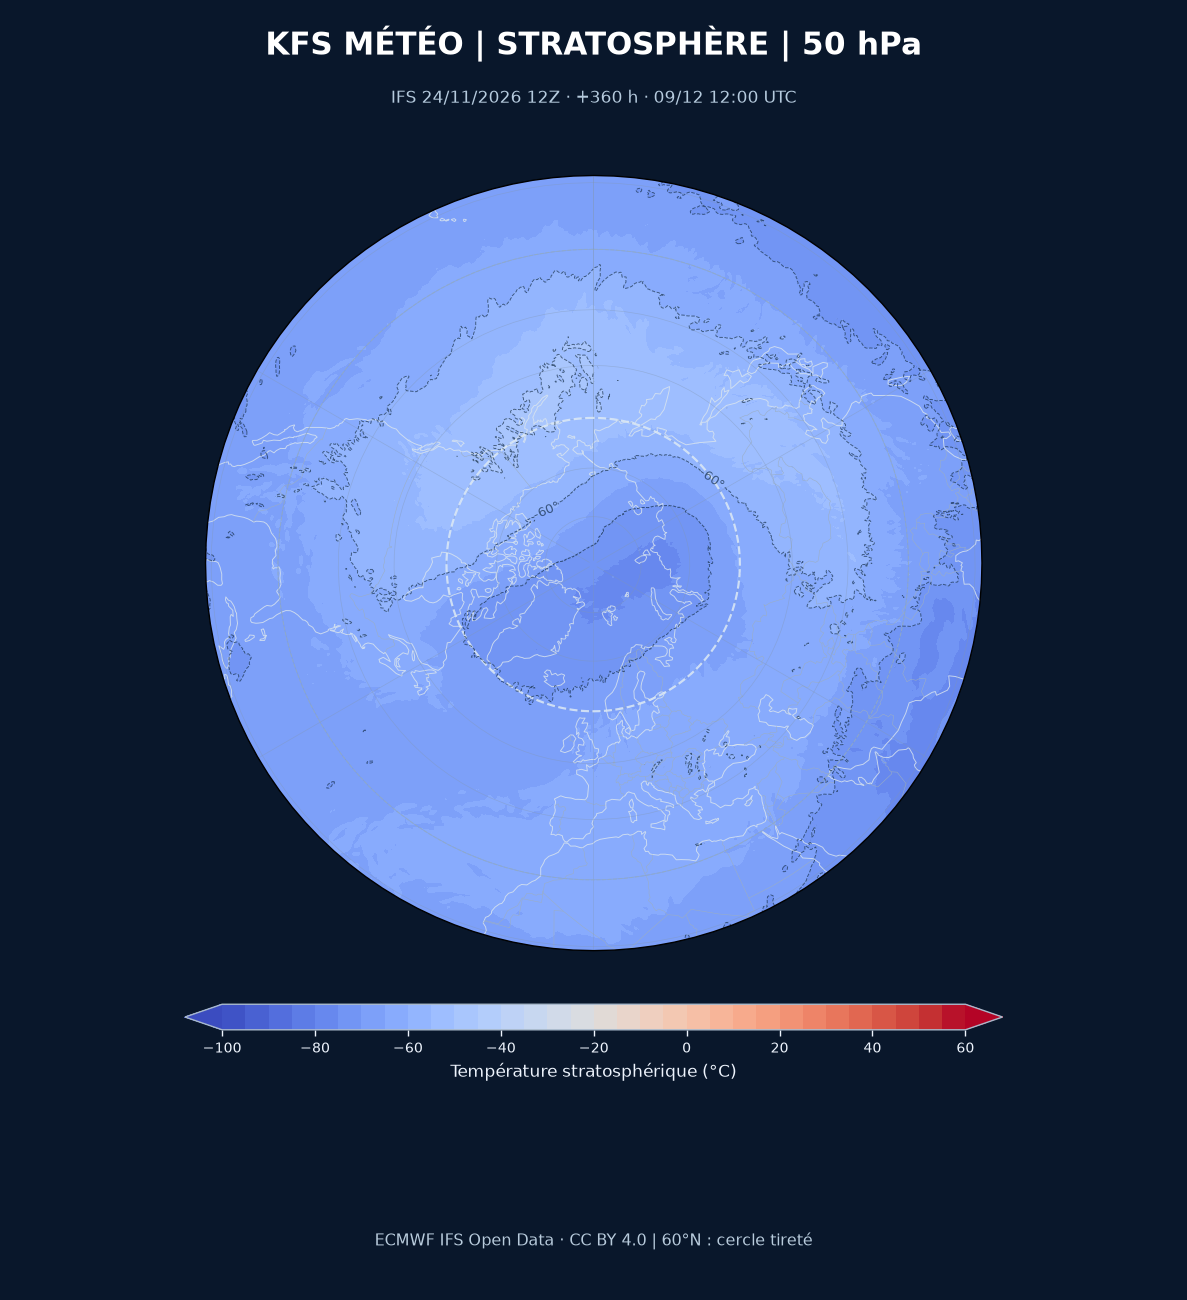 KFS MÉTÉO | STRATOSPHÈRE | 50 hPa
IFS 24/11/2026 12Z · +360 h · 09/12 12:00 UTC
60°
−60°
−100 −80 −60 −40 −20 0 20 40 60
Température stratosphérique (°C)
ECMWF IFS Open Data · CC BY 4.0 | 60°N : cercle tireté